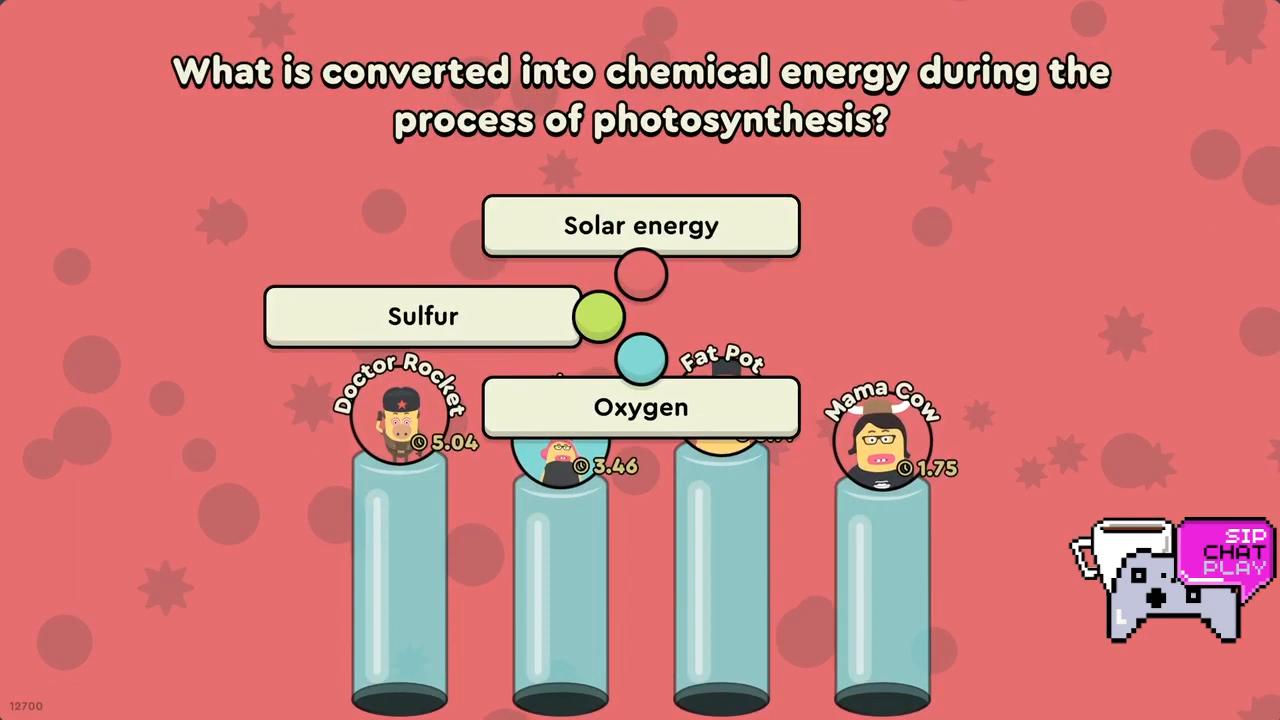 What is converted into chemical energy during the
process of photosynthesis?
Solar energy
Sulfur
Oxygen
Doctor Rocket
Fat Pot
Mama Cow
5.04
3.46
1.75
SIP
CHAT
PLAY
12700